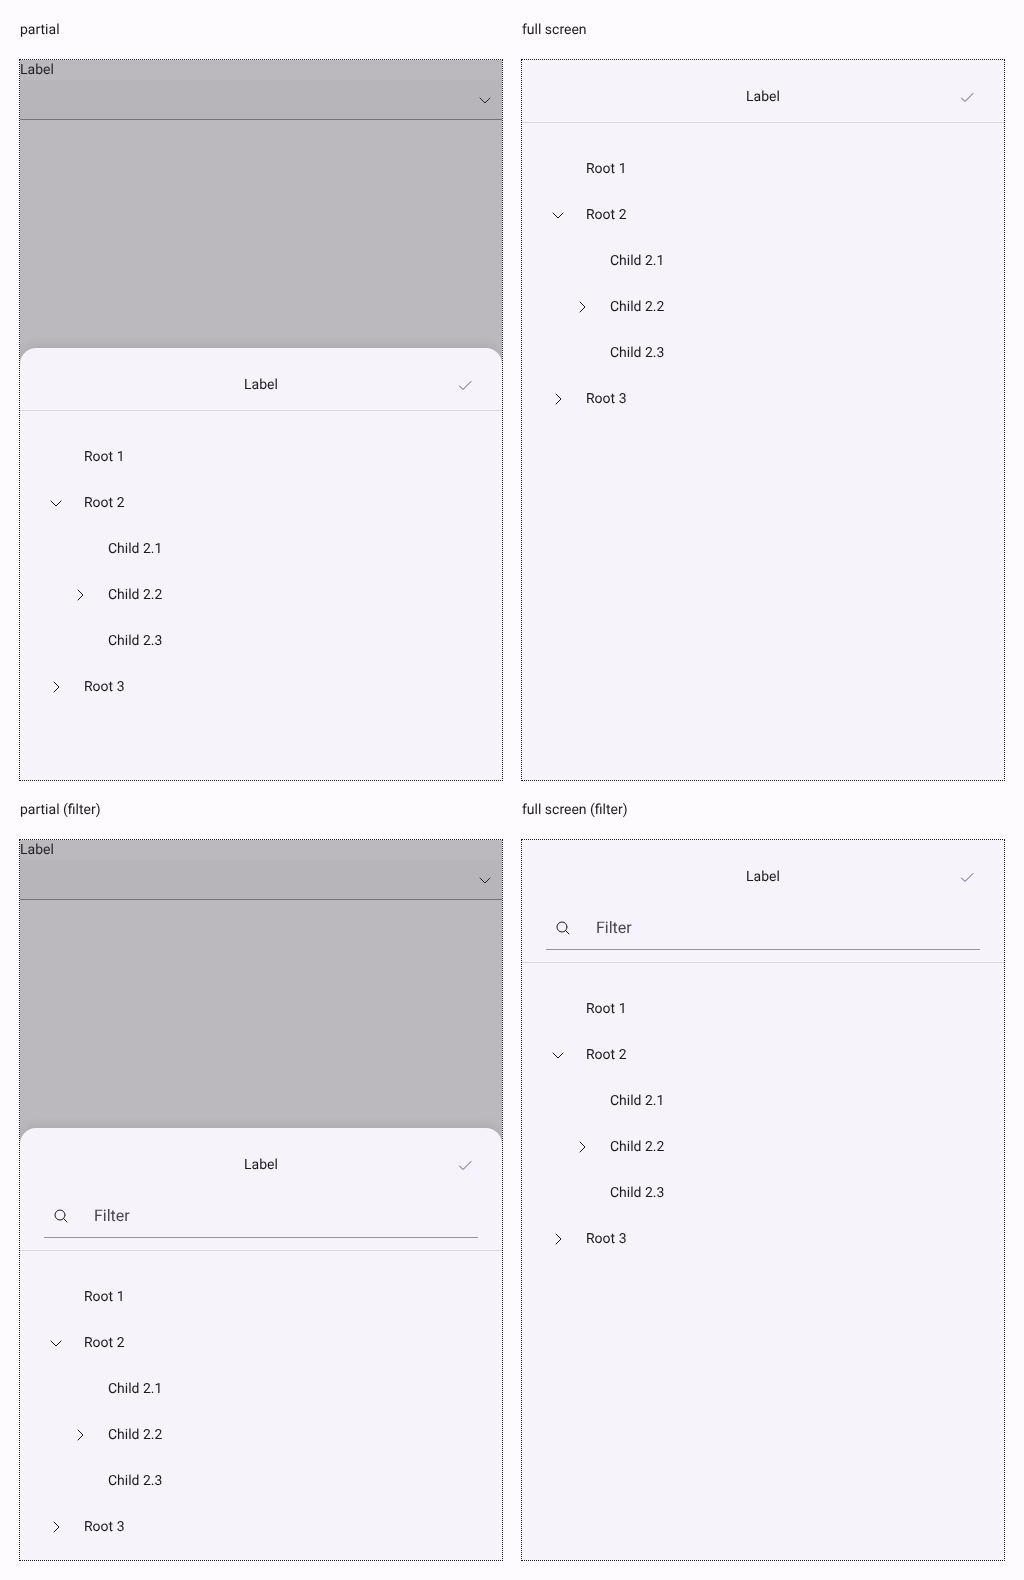 partial
Label
Label
Root 1
Root 2
Child 2.1
Child 2.2
Child 2.3
Root 3
full screen
Label
Root 1
Root 2
Child 2.1
Child 2.2
Child 2.3
Root 3
partial (filter)
Label
Label
Filter
Root 1
Root 2
Child 2.1
Child 2.2
Child 2.3
Root 3
full screen (filter)
Label
Filter
Root 1
Root 2
Child 2.1
Child 2.2
Child 2.3
Root 3